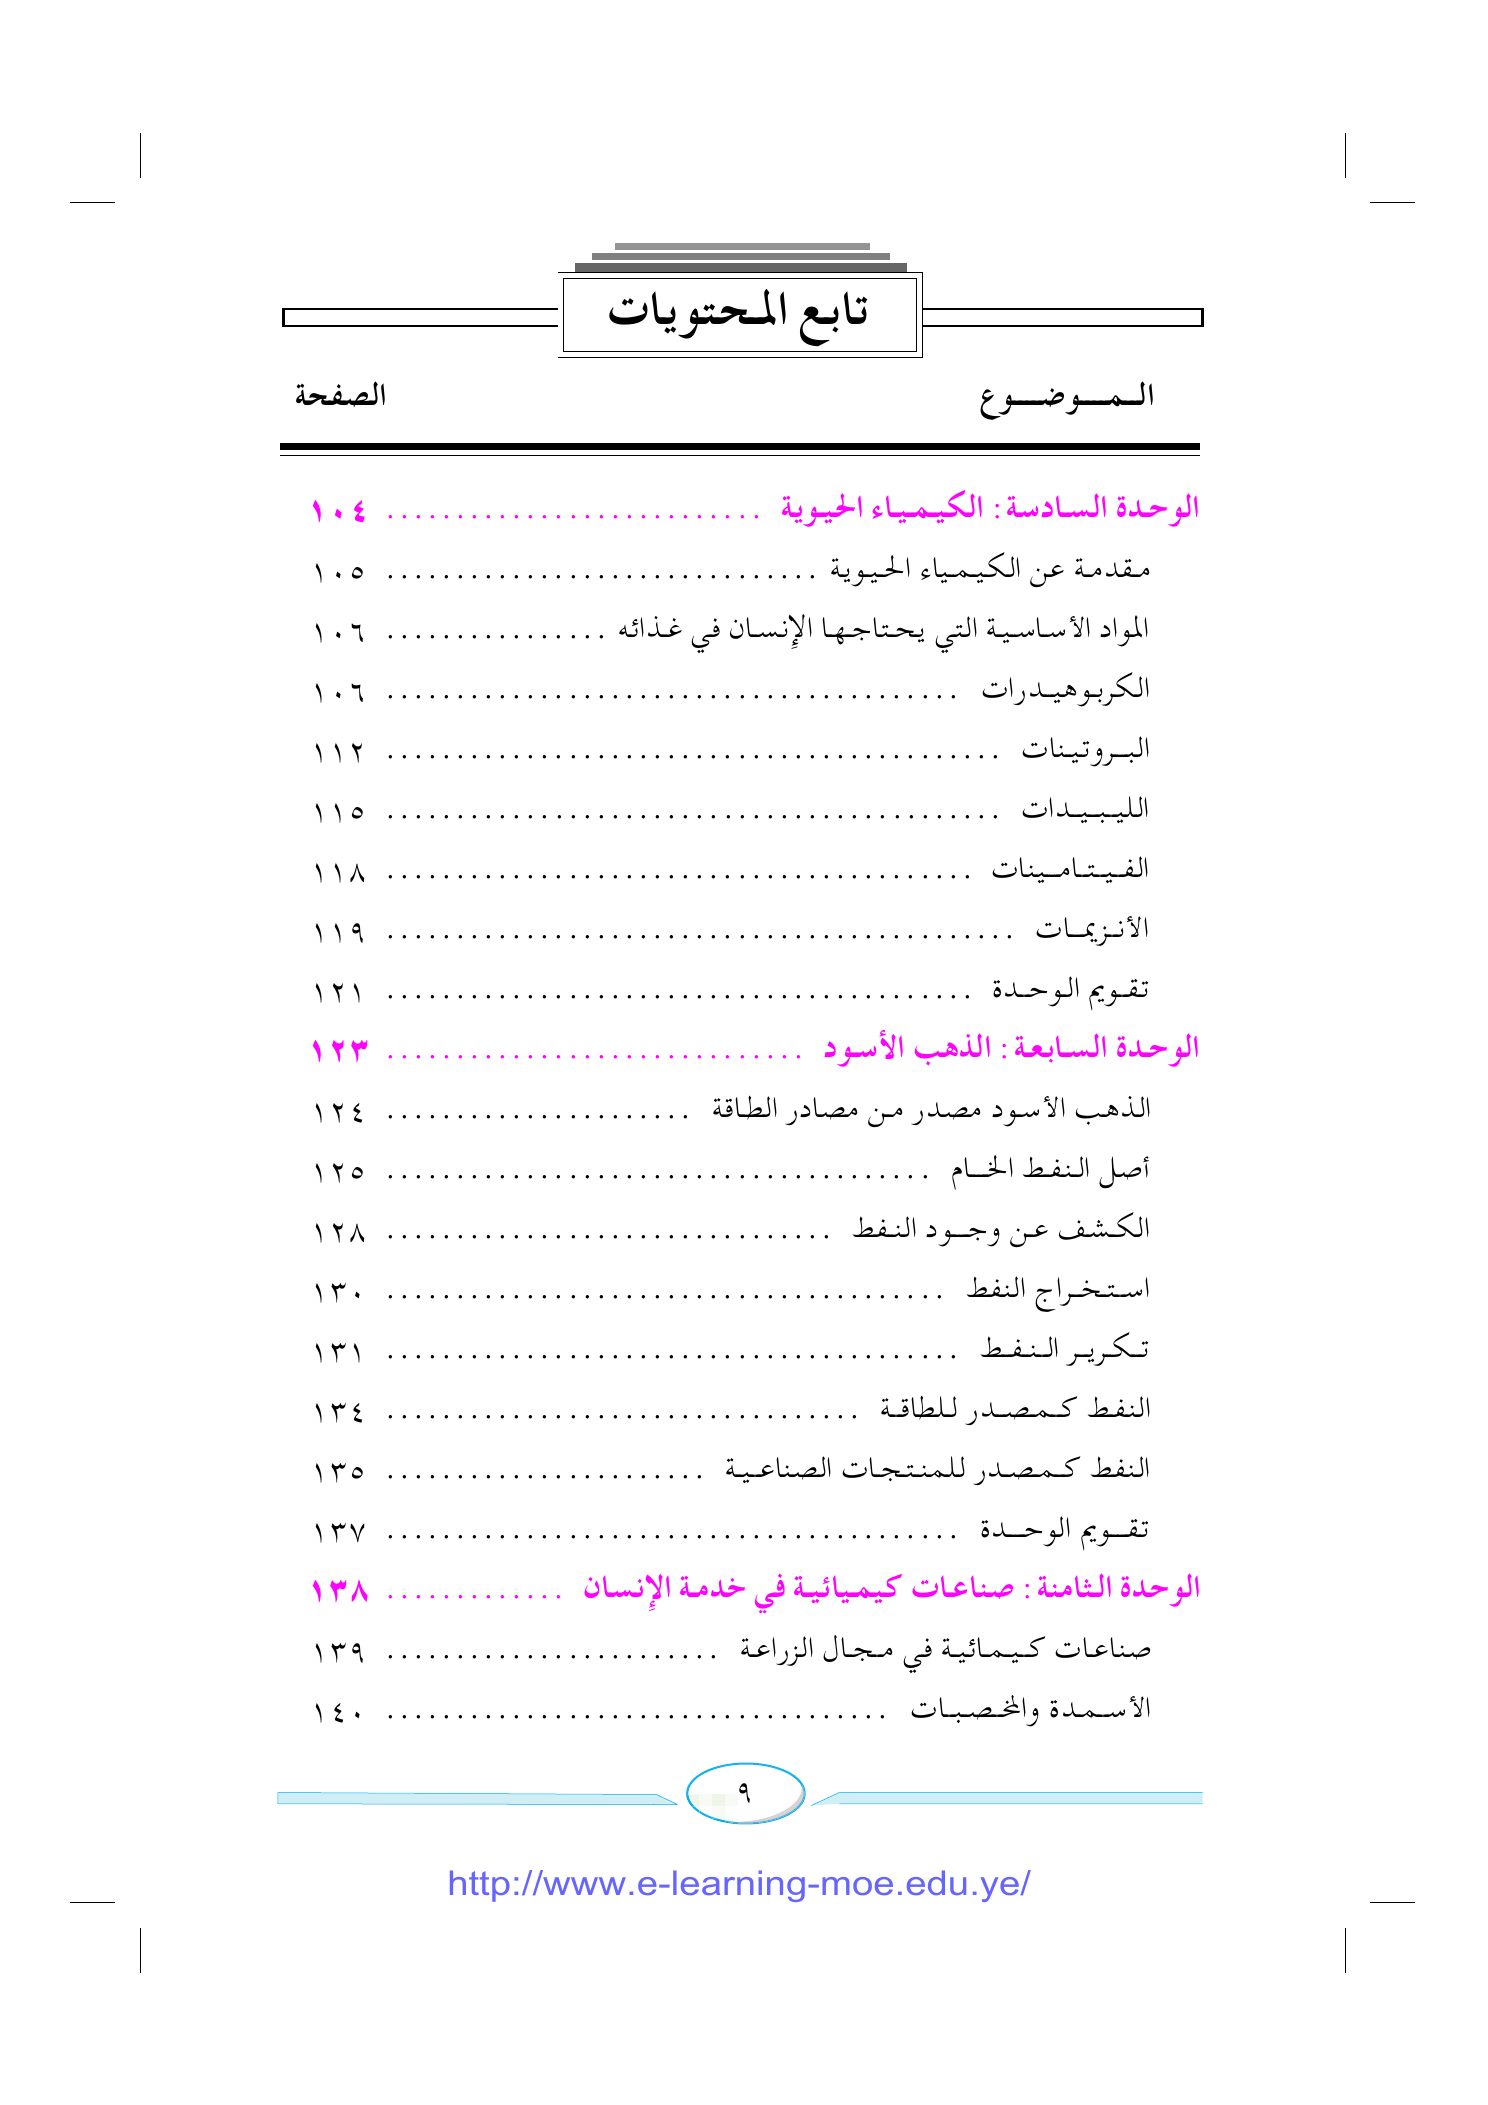 تابع المحتويات
الموضوع الصفحة
الوحدة السادسة: الكيمياء الحيوية .......................... ١٠٤
مقدمة عن الكيمياء الحيوية .............................. ١٠٥
المواد الأساسية التي يحتاجها الإنسان في غذائه ................ ١٠٦
الكربوهيدرات ........................................ ١٠٦
البروتينات ........................................... ١١٢
الليبيدات ........................................... ١١٥
الفيتامينات ......................................... ١١٨
الأنزيمات ............................................ ١١٩
تقويم الوحدة ......................................... ١٢١
الوحدة السابعة: الذهب الأسود ............................. ١٢٣
الذهب الأسود مصدر من مصادر الطاقة ..................... ١٢٤
أصل النفط الخام ...................................... ١٢٥
الكشف عن وجود النفط ............................... ١٢٨
استخراج النفط ....................................... ١٣٠
تكرير النفط ........................................ ١٣١
النفط كمصدر للطاقة ................................. ١٣٤
النفط كمصدر للمنتجات الصناعية ...................... ١٣٥
تقويم الوحدة ........................................ ١٣٧
الوحدة الثامنة: صناعات كيميائية في خدمة الإنسان ............ ١٣٨
صناعات كيمائية في مجال الزراعة ....................... ١٣٩
الأسمدة والمخصبات ................................... ١٤٠
٩
http://www.e-learning-moe.edu.ye/